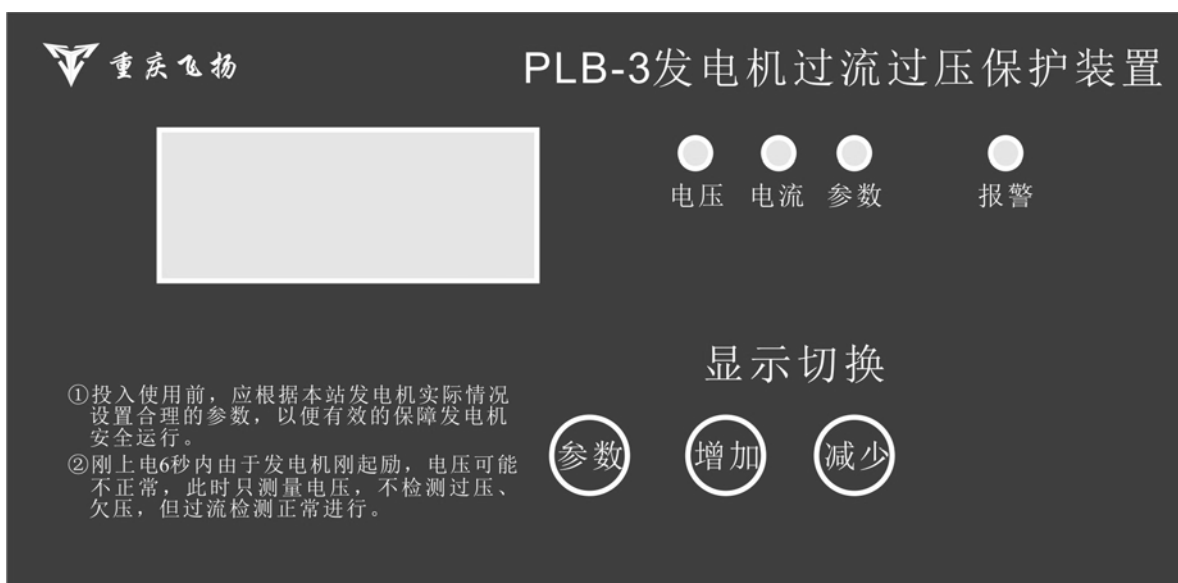 重庆飞扬
PLB-3发电机过流过压保护装置
电压 电流 参数 报警
显示切换
①投入使用前，应根据本站发电机实际情况
设置合理的参数，以便有效的保障发电机
安全运行。
②刚上电6秒内由于发电机刚起励，电压可能
不正常，此时只测量电压，不检测过压、
欠压，但过流检测正常进行。
参数 增加 减少